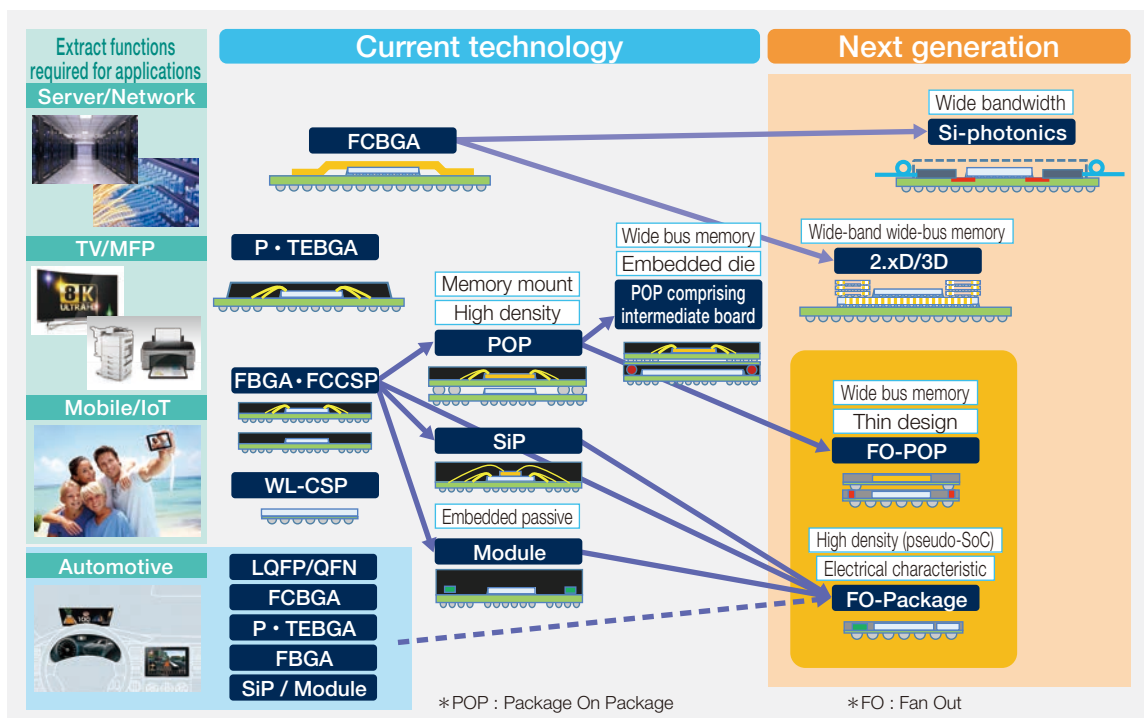 Extract functions
required for applications
Current technology
Next generation
Server/Network
FCBGA
Wide bandwidth
Si-photonics
TV/MFP
8K
ULTRA HD
P・TEBGA
Memory mount
High density
POP
Wide bus memory
Embedded die
POP comprising
intermediate board
Wide-band wide-bus memory
2.xD/3D
FBGA・FCCSP
Mobile/IoT
SiP
WL-CSP
Embedded passive
Module
Wide bus memory
Thin design
FO-POP
High density (pseudo-SoC)
Electrical characteristic
FO-Package
Automotive
100
LQFP/QFN
FCBGA
P・TEBGA
FBGA
SiP / Module
*POP : Package On Package
*FO : Fan Out